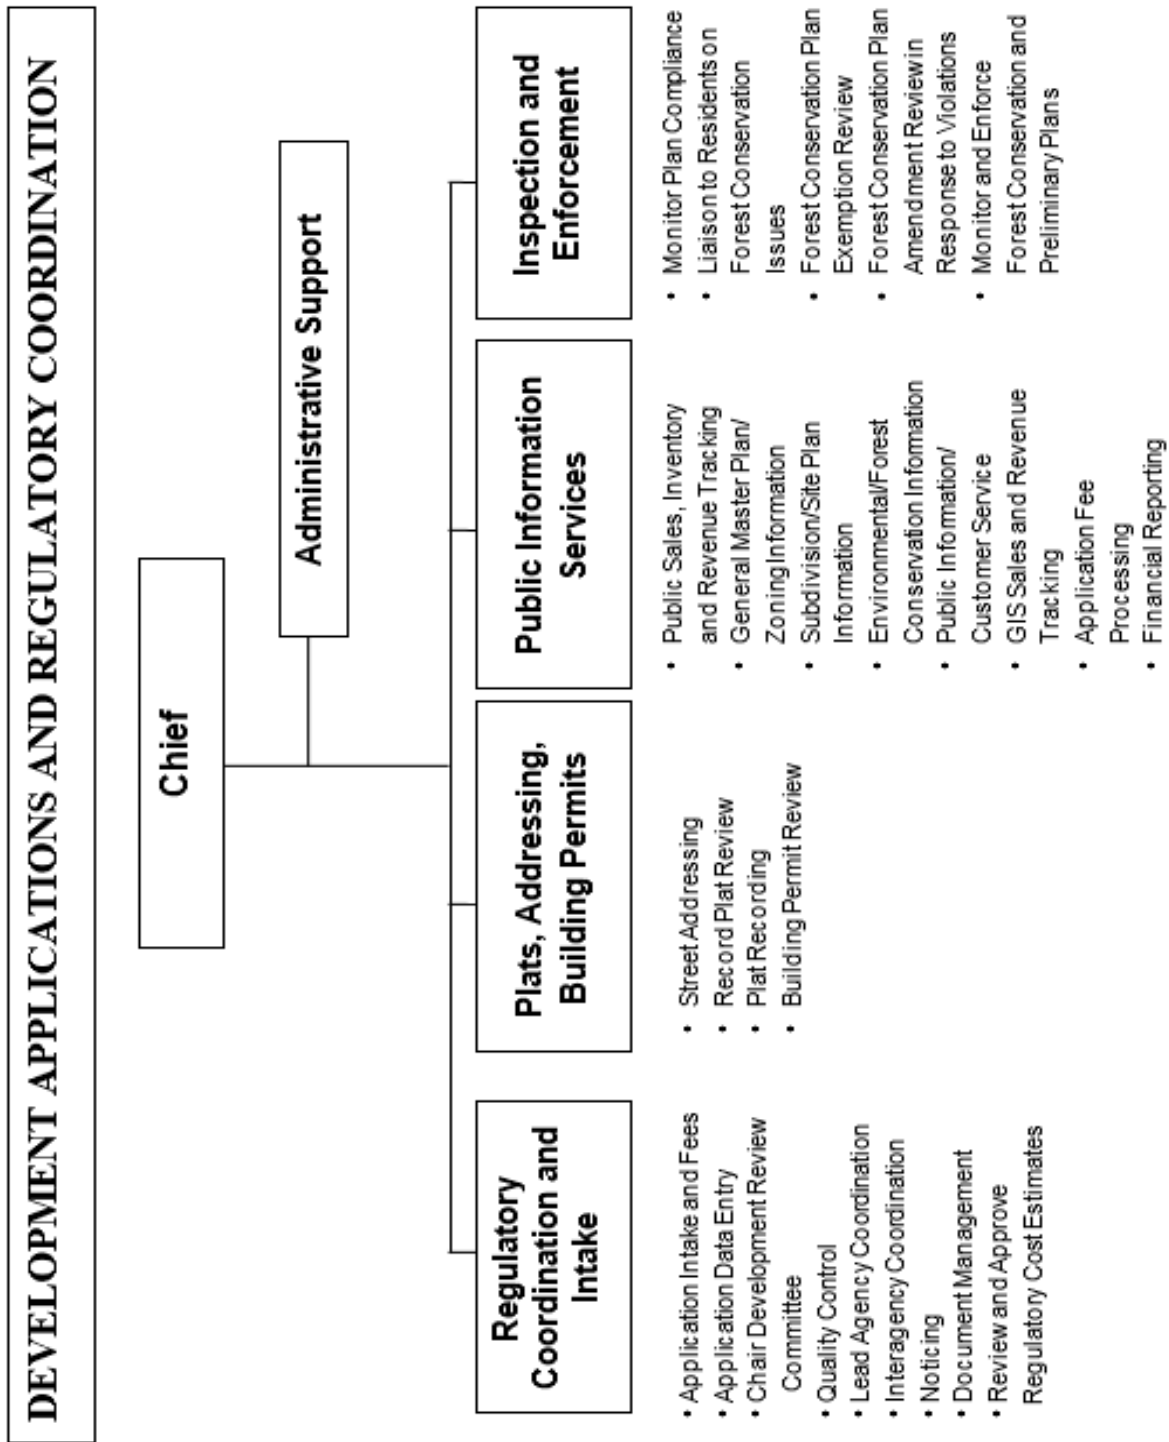 DEVELOPMENT APPLICATIONS AND REGULATORY COORDINATION
Chief
Administrative Support
Regulatory
Coordination and
Intake
• Application Intake and Fees
• Application Data Entry
• Chair Development Review
Committee
• Quality Control
• Lead Agency Coordination
• Interagency Coordination
• Noticing
• Document Management
• Review and Approve
Regulatory Cost Estimates
Plats, Addressing,
Building Permits
• Street Addressing
• Record Plat Review
• Plat Recording
• Building Permit Review
Public Information
Services
• Public Sales, Inventory
and Revenue Tracking
• General Master Plan/
Zoning Information
• Subdivision/Site Plan
Information
• Environmental/Forest
Conservation Information
• Public Information/
Customer Service
• GIS Sales and Revenue
Tracking
• Application Fee
Processing
• Financial Reporting
Inspection and
Enforcement
• Monitor Plan Compliance
• Liaison to Residents on
Forest Conservation
Issues
• Forest Conservation Plan
Exemption Review
• Forest Conservation Plan
Amendment Review in
Response to Violations
• Monitor and Enforce
Forest Conservation and
Preliminary Plans